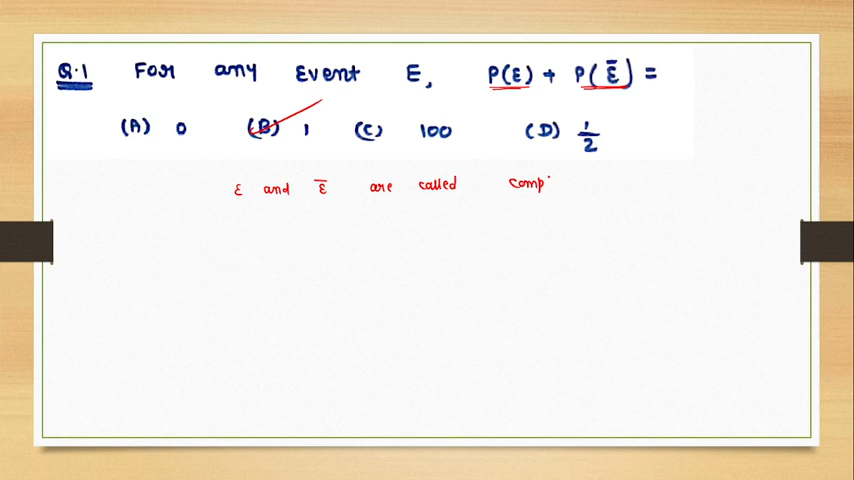 Q.1 For any Event E, P(E) + P(Ē) =
(A) 0 (B) 1 (C) 100 (D) 1/2
E and Ē are called comp